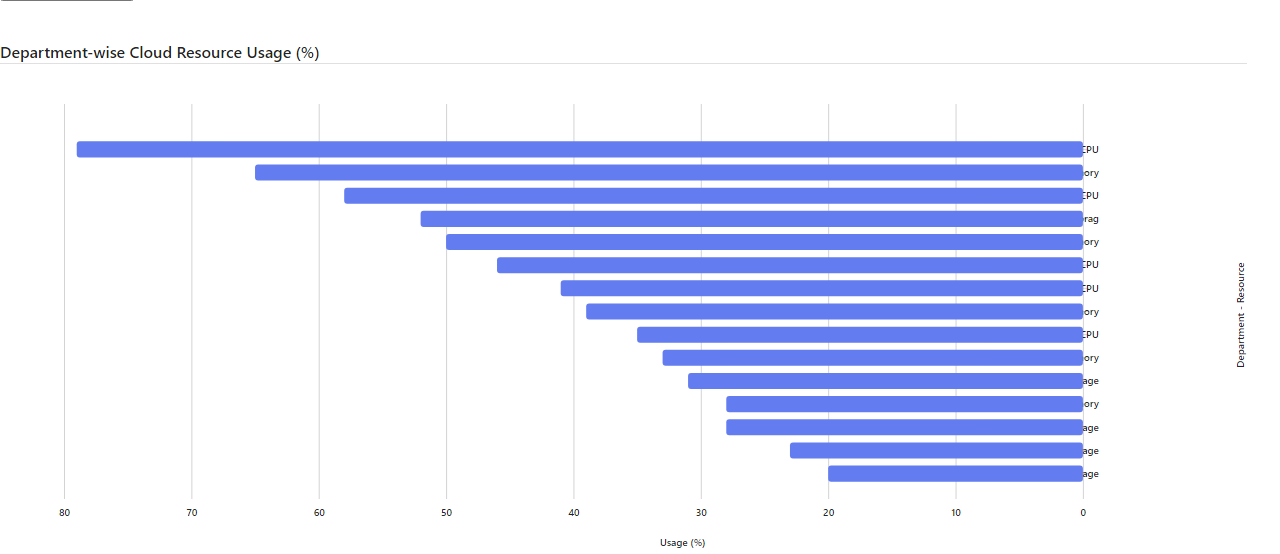 Department-wise Cloud Resource Usage (%)
CPU
ory
CPU
rag
ory
CPU
CPU
ory
CPU
ory
age
ory
age
age
age
Department - Resource
80 70 60 50 40 30 20 10 0
Usage (%)